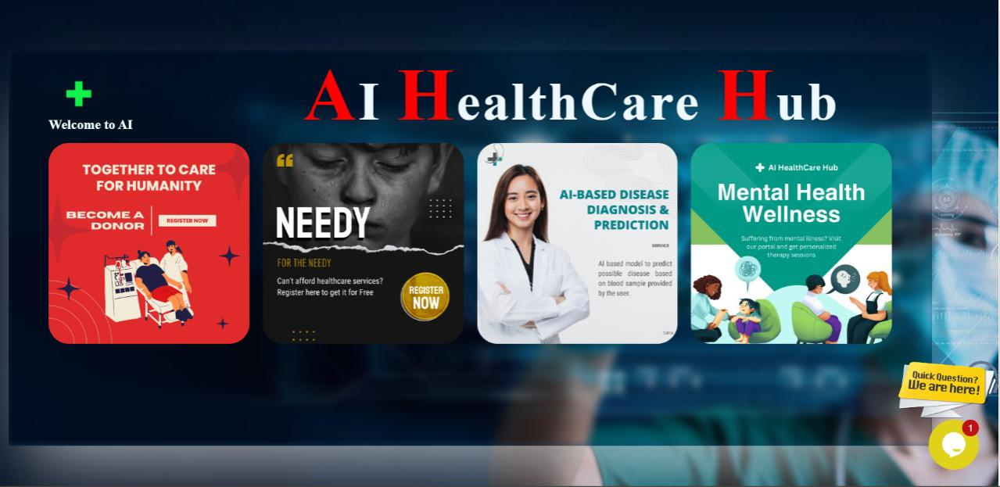 AI HealthCare Hub
Welcome to AI
TOGETHER TO CARE
FOR HUMANITY
BECOME A
DONOR
REGISTER NOW
NEEDY
FOR THE NEEDY
Can't afford healthcare services?
Register here to get it for Free
REGISTER
NOW
AI-BASED DISEASE
DIAGNOSIS &
PREDICTION
SERVICE
AI based model to predict
possible disease based
on blood sample provided
by the user.
AI HealthCare Hub
Mental Health
Wellness
Suffering from mental illness? Visit
our portal and get personalized
therapy sessions
Quick Question?
We are here!
1